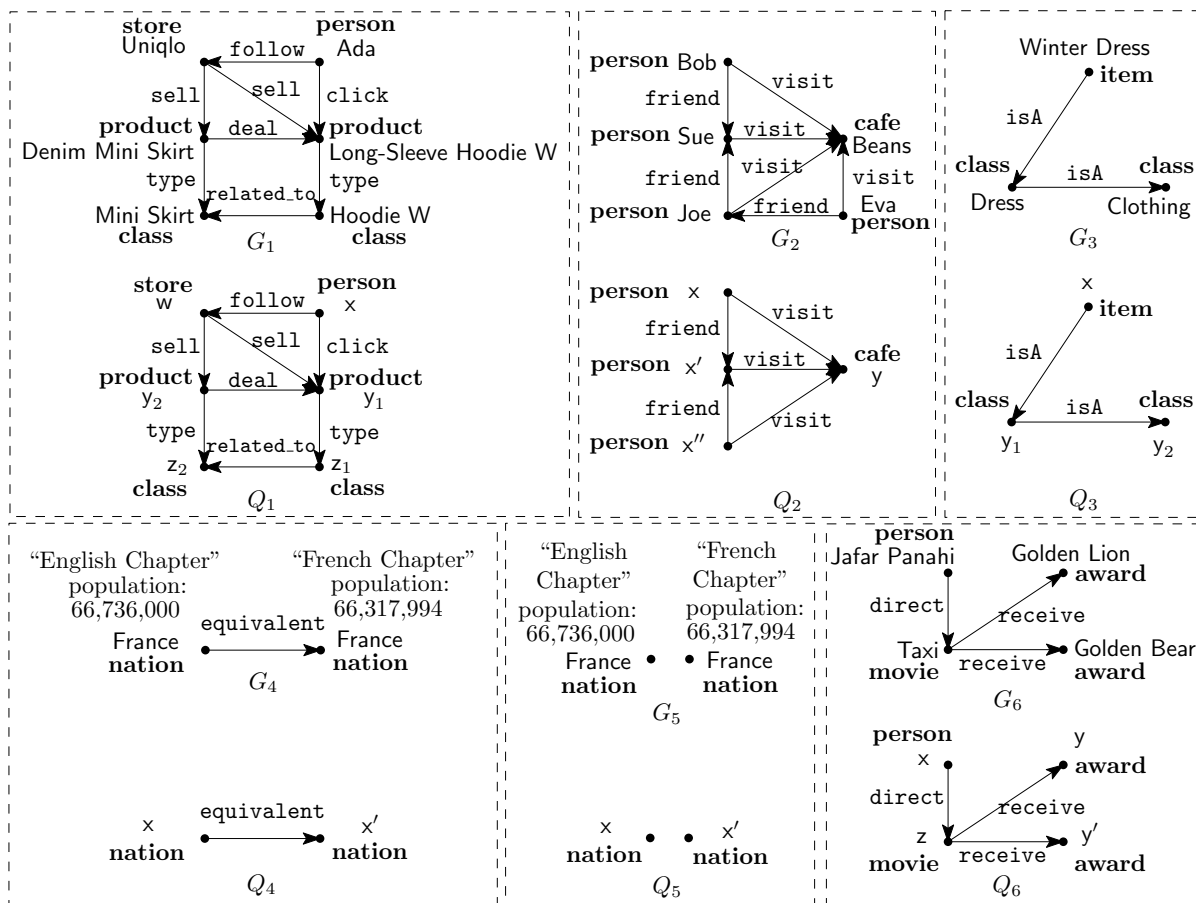 store person
Uniqlo Ada
follow
sell sell click
product deal product
Denim Mini Skirt Long-Sleeve Hoodie W
type related_to type
Mini Skirt Hoodie W
class class
G1
store person
w x
follow
sell sell click
product deal product
y2 y1
type related_to type
z2 z1
class class
Q1
person Bob
visit
friend
cafe
person Sue visit Beans
visit
friend visit
person Joe friend Eva
person
G2
person x
visit
friend
cafe
person x′ visit y
friend
visit
person x″
Q2
Winter Dress
item
isA
class class
isA
Dress Clothing
G3
x
item
isA
class class
isA
y1 y2
Q3
“English Chapter” “French Chapter”
population: population:
66,736,000 66,317,994
equivalent
France France
nation nation
G4
equivalent
x x′
nation nation
Q4
“English “French
Chapter” Chapter”
population: population:
66,736,000 66,317,994
France France
nation nation
G5
x x′
nation nation
Q5
person
Jafar Panahi Golden Lion
award
direct
receive
Taxi Golden Bear
movie receive award
G6
person y
x award
direct
receive
z y′
movie receive award
Q6